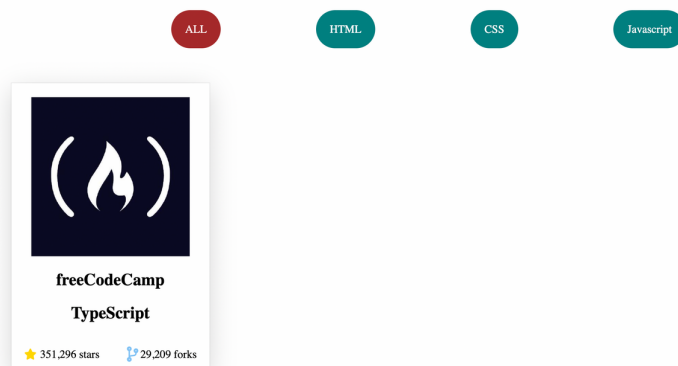 ALL HTML CSS Javascript
freeCodeCamp
TypeScript
351,296 stars 29,209 forks